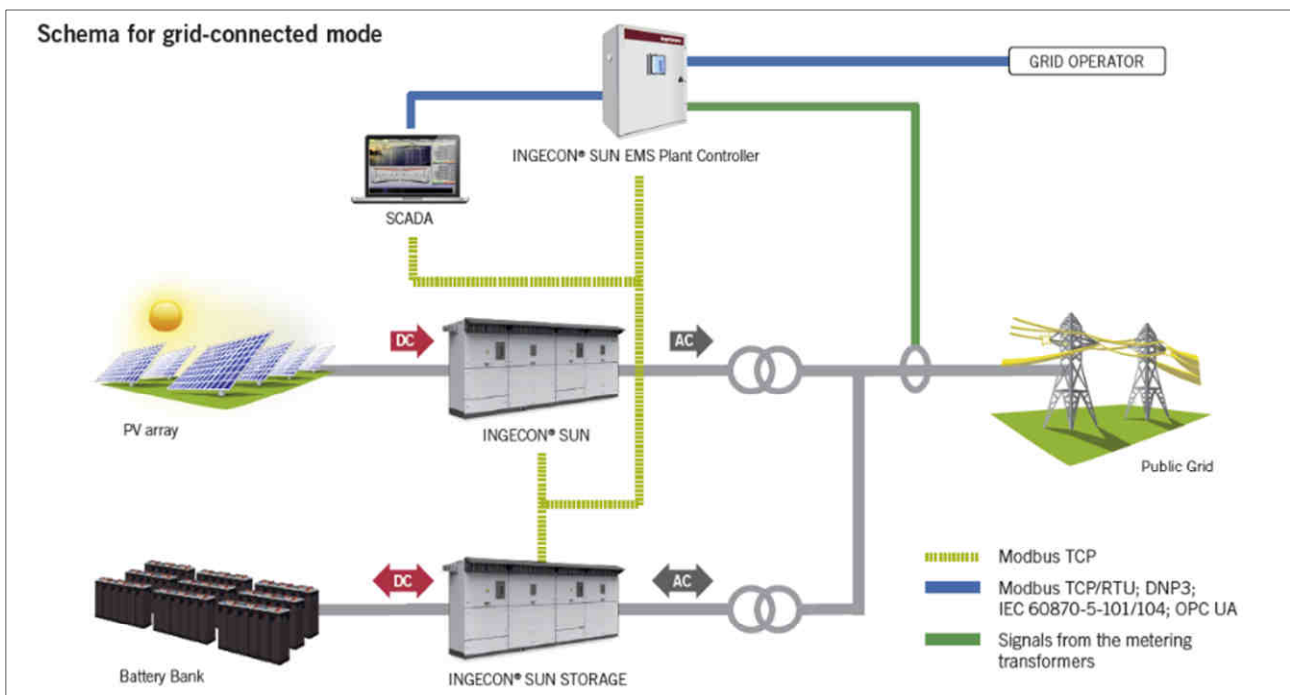 Schema for grid-connected mode
GRID OPERATOR
INGECON® SUN EMS Plant Controller
SCADA
DC
AC
PV array
INGECON® SUN
Public Grid
DC
AC
Battery Bank
INGECON® SUN STORAGE
Modbus TCP
Modbus TCP/RTU; DNP3;
IEC 60870-5-101/104; OPC UA
Signals from the metering
transformers